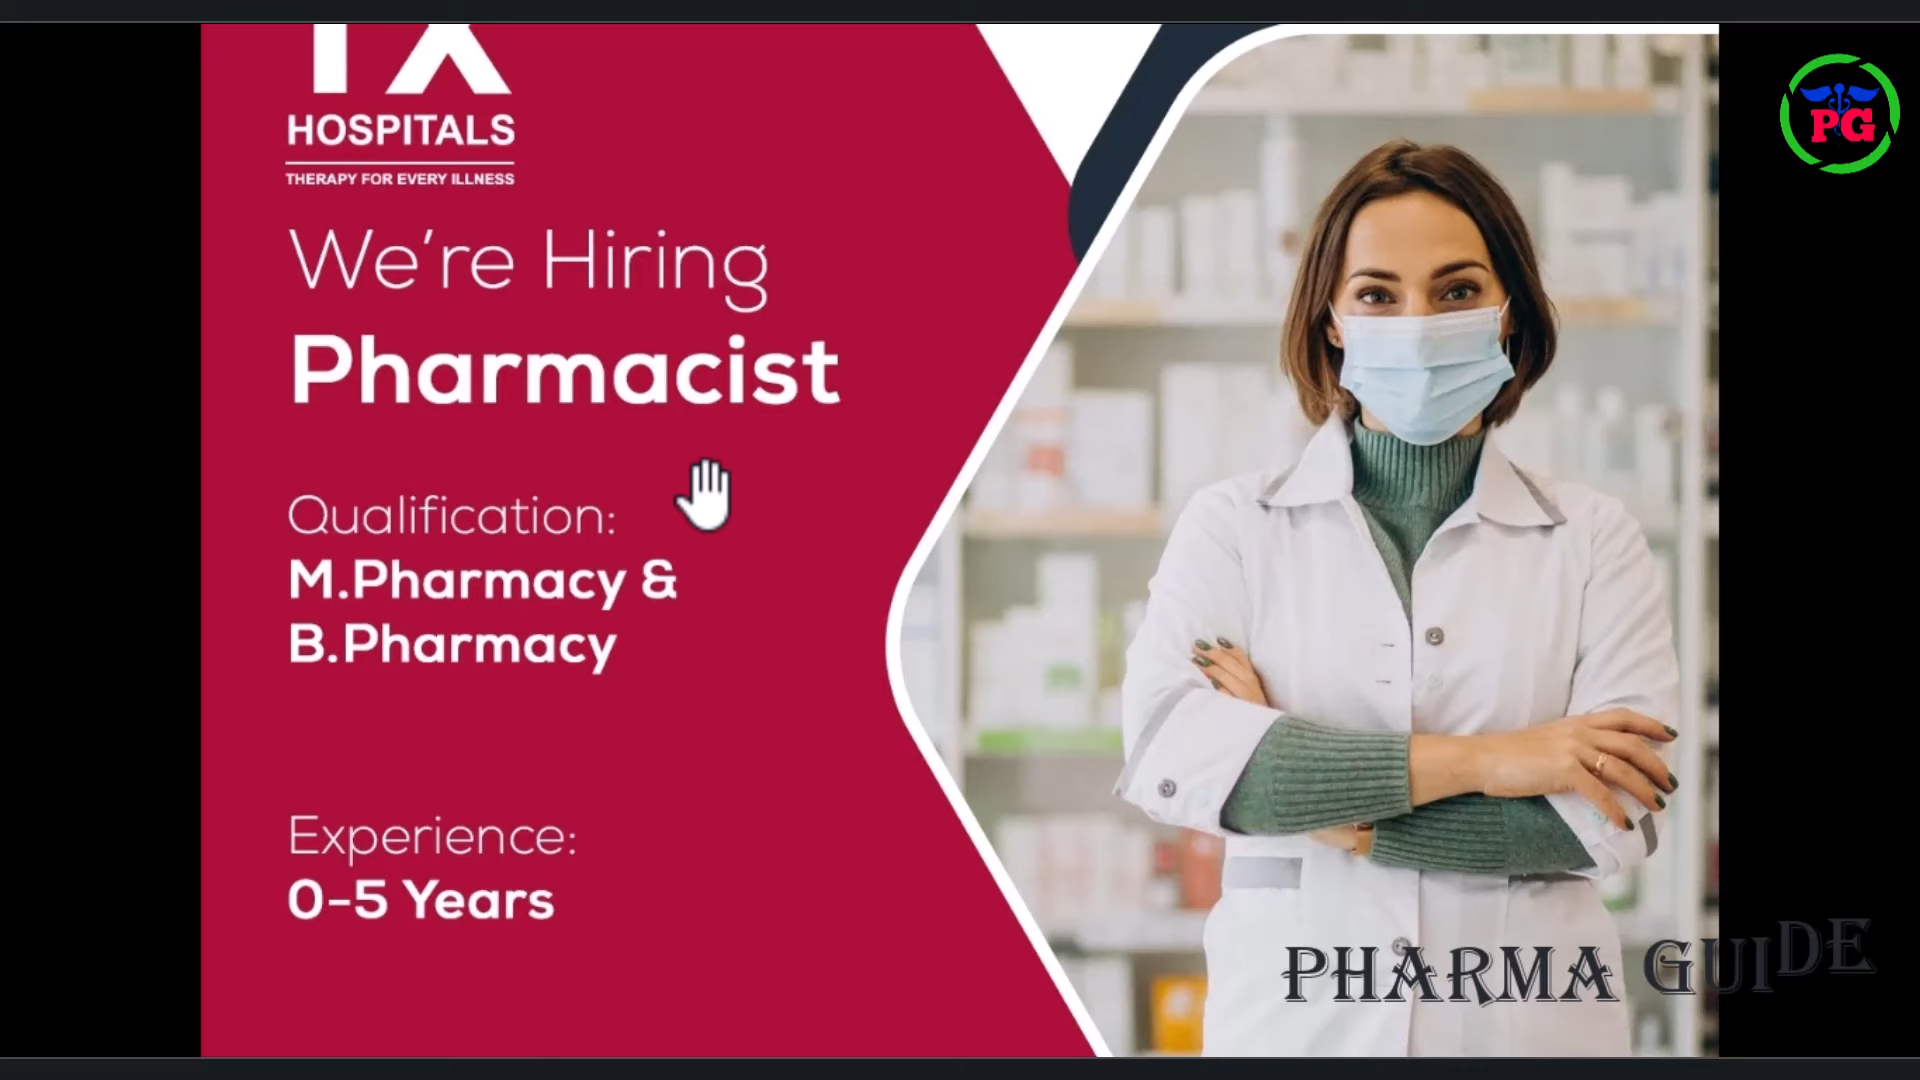 TX
HOSPITALS
THERAPY FOR EVERY ILLNESS
We're Hiring
Pharmacist
Qualification:
M.Pharmacy &
B.Pharmacy
Experience:
0-5 Years
PG
PHARMA GUIDE